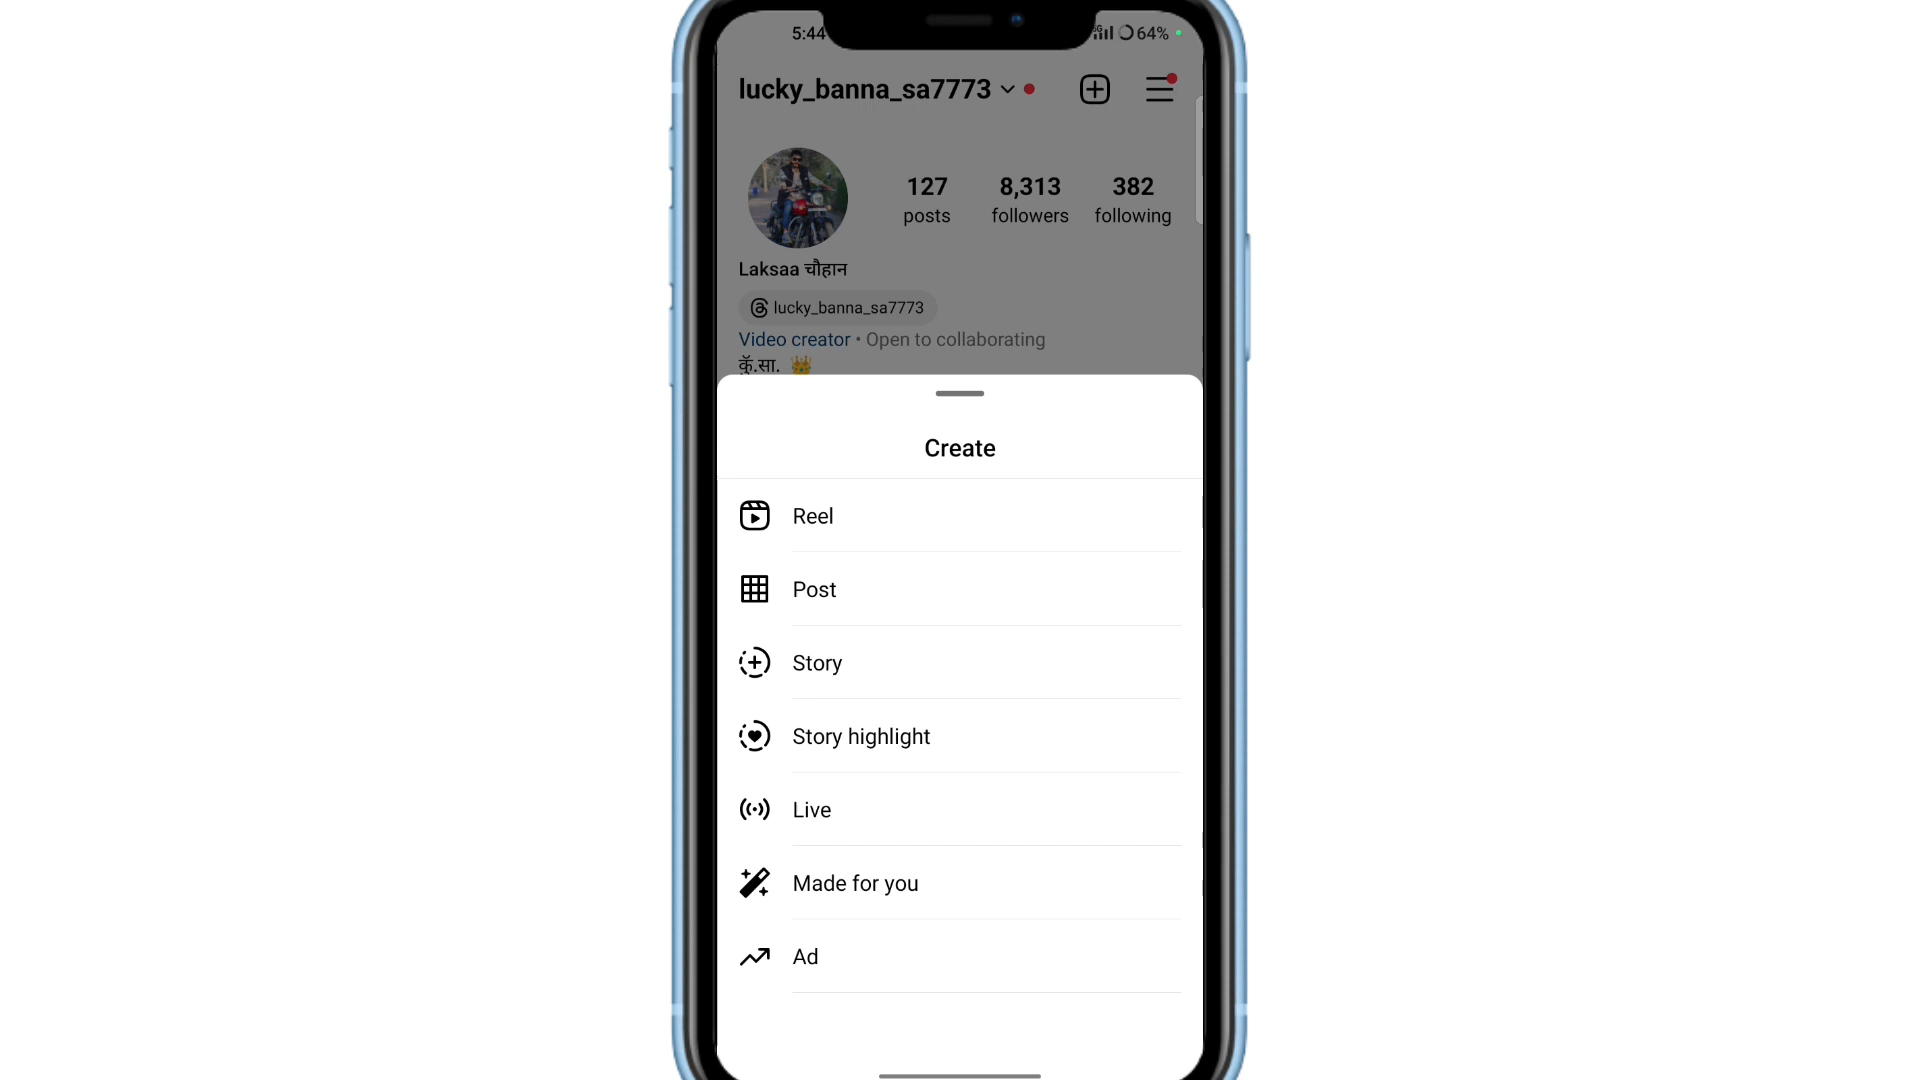 5:44 5G 64%
lucky_banna_sa7773
127 8,313 382
posts followers following
Laksaa चौहान
lucky_banna_sa7773
Video creator • Open to collaborating
कुॅं.सा. 👑
Create
Reel
Post
Story
Story highlight
Live
Made for you
Ad